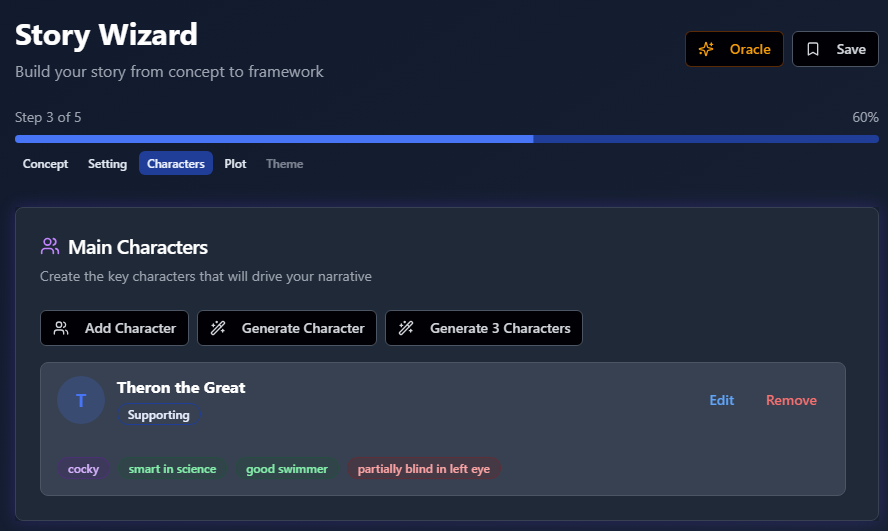 Story Wizard
Build your story from concept to framework
Oracle
Save
Step 3 of 5
60%
Concept
Setting
Characters
Plot
Theme
Main Characters
Create the key characters that will drive your narrative
Add Character
Generate Character
Generate 3 Characters
T
Theron the Great
Supporting
Edit
Remove
cocky
smart in science
good swimmer
partially blind in left eye